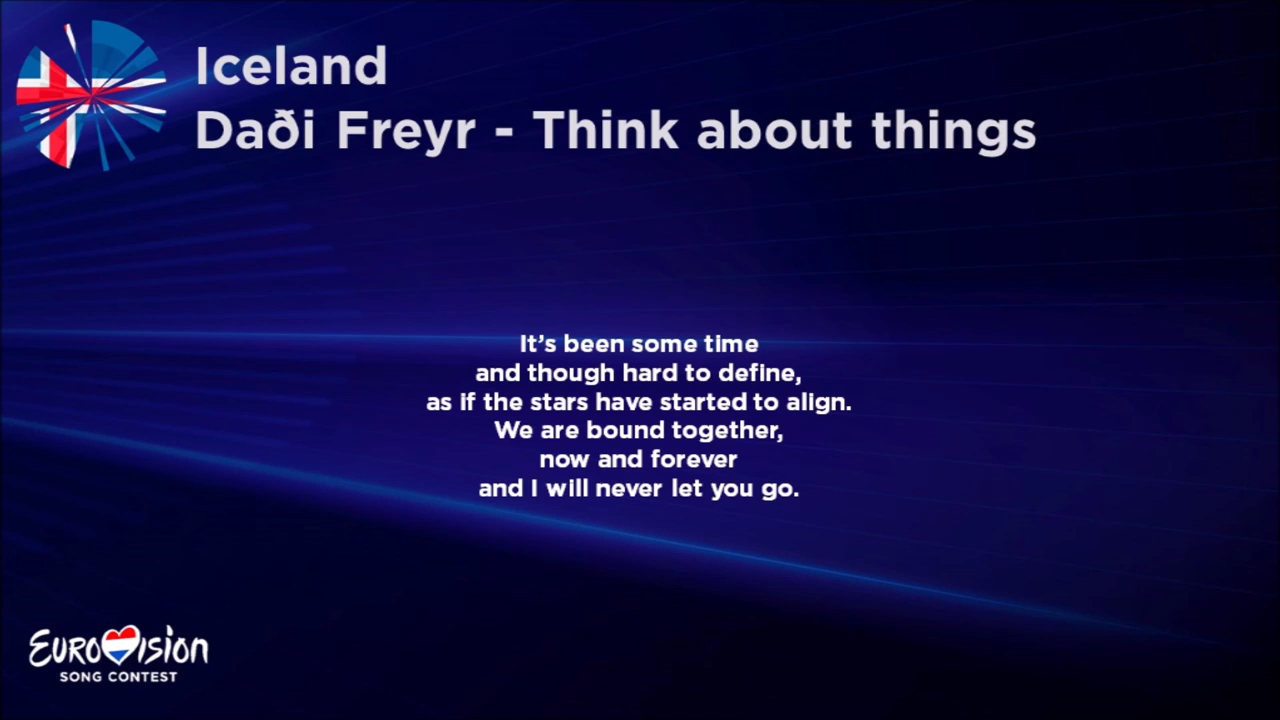 Iceland
Daði Freyr - Think about things
It's been some time
and though hard to define,
as if the stars have started to align.
We are bound together,
now and forever
and I will never let you go.
EUROVISION
SONG CONTEST